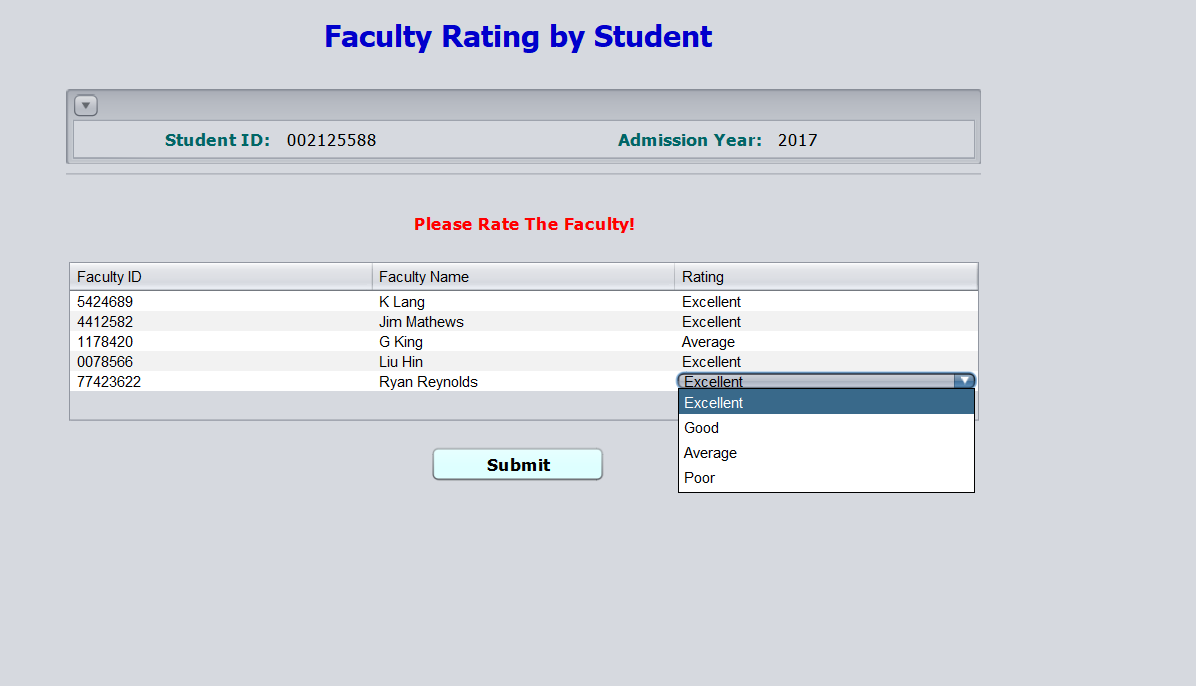 Faculty Rating by Student
Student ID: 002125588 Admission Year: 2017
Please Rate The Faculty!
Faculty ID Faculty Name Rating
5424689 K Lang Excellent
4412582 Jim Mathews Excellent
1178420 G King Average
0078566 Liu Hin Excellent
77423622 Ryan Reynolds Excellent
Excellent
Good
Average
Poor
Submit